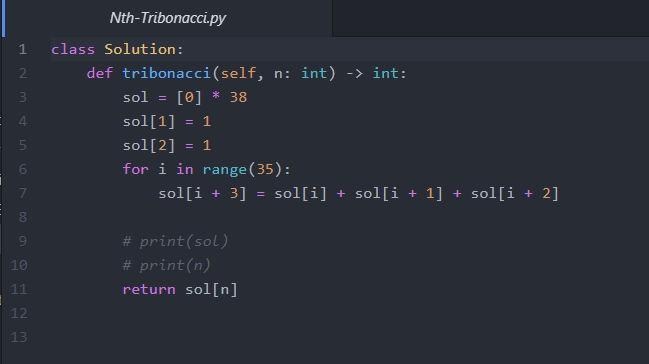 Nth-Tribonacci.py
1 class Solution:
2     def tribonacci(self, n: int) -> int:
3         sol = [0] * 38
4         sol[1] = 1
5         sol[2] = 1
6         for i in range(35):
7             sol[i + 3] = sol[i] + sol[i + 1] + sol[i + 2]
8
9         # print(sol)
10         # print(n)
11         return sol[n]
12
13